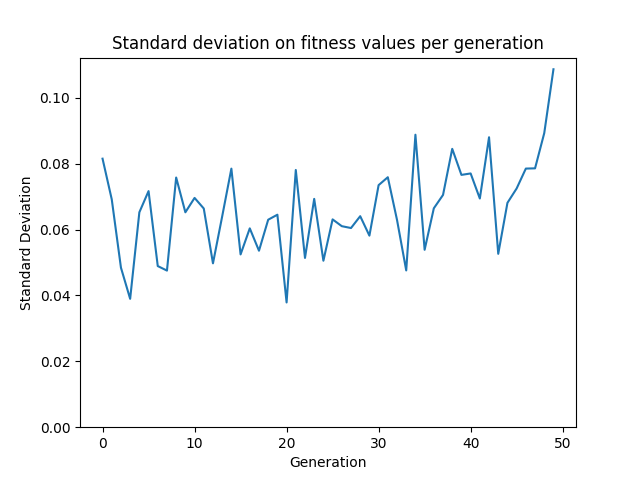 Standard deviation on fitness values per generation
Standard Deviation
0.10
0.08
0.06
0.04
0.02
0.00
0 10 20 30 40 50
Generation